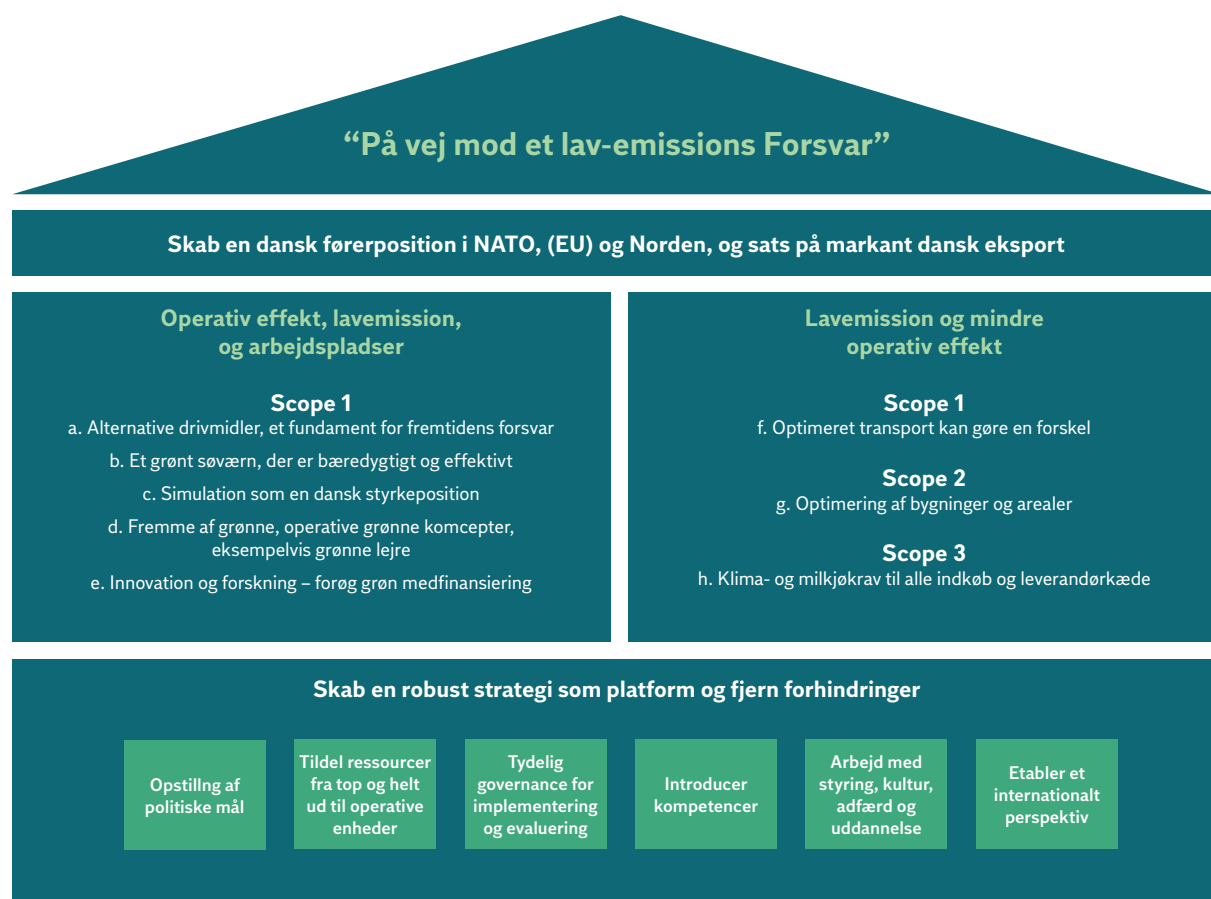 “På vej mod et lav-emissions Forsvar”
Skab en dansk førerposition i NATO, (EU) og Norden, og sats på markant dansk eksport
Operativ effekt, lavemission,
og arbejdspladser
Scope 1
a. Alternative drivmidler, et fundament for fremtidens forsvar
b. Et grønt søværn, der er bæredygtigt og effektivt
c. Simulation som en dansk styrkeposition
d. Fremme af grønne, operative grønne komcepter,
eksempelvis grønne lejre
e. Innovation og forskning – forøg grøn medfinansiering
Lavemission og mindre
operativ effekt
Scope 1
f. Optimeret transport kan gøre en forskel
Scope 2
g. Optimering af bygninger og arealer
Scope 3
h. Klima- og milkjøkrav til alle indkøb og leverandørkæde
Skab en robust strategi som platform og fjern forhindringer
Opstillng af
politiske mål
Tildel ressourcer
fra top og helt
ud til operative
enheder
Tydelig
governance for
implementering
og evaluering
Introducer
kompetencer
Arbejd med
styring, kultur,
adfærd og
uddannelse
Etabler et
internationalt
perspektiv